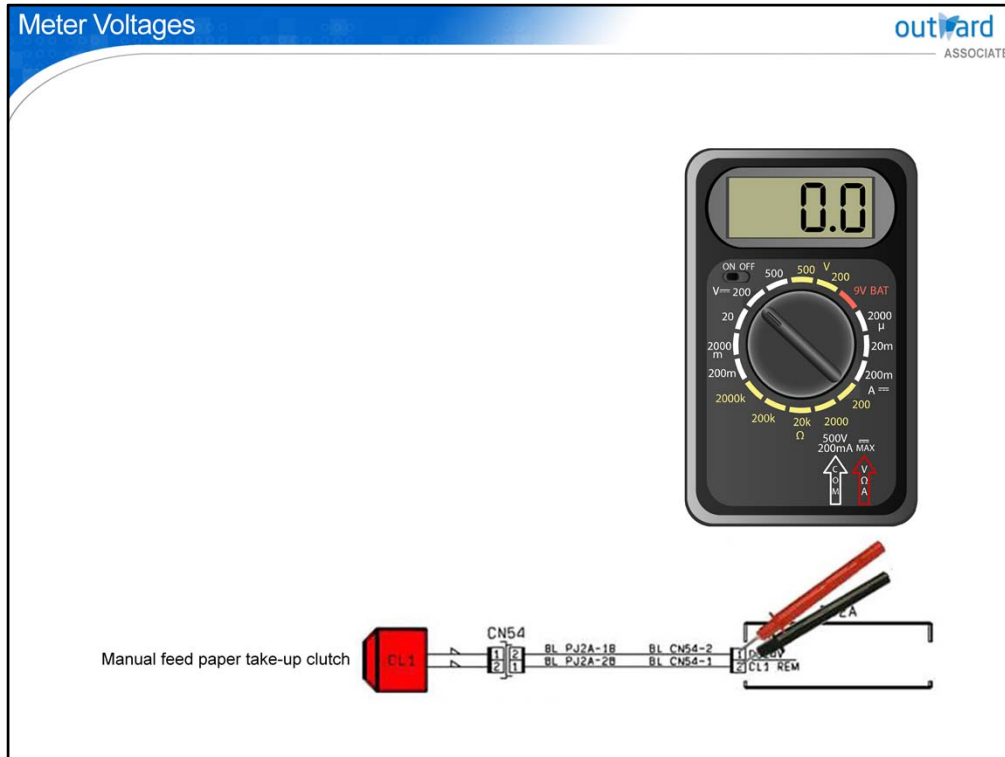 Meter Voltages
outward
ASSOCIATE
0.0
ON OFF
500
500
V
200
9V BAT
V 200
20
2000
m
200m
2000k
200k
20k
Ω
2000
200
2000
µ
20m
200m
A
500V
200mA MAX
COM
VΩA
CN54
Manual feed paper take-up clutch
CL1
1 2 BL PJ2A-1B BL CN54-2 1
2 1 BL PJ2A-2B BL CN54-1 2 CL1 REM